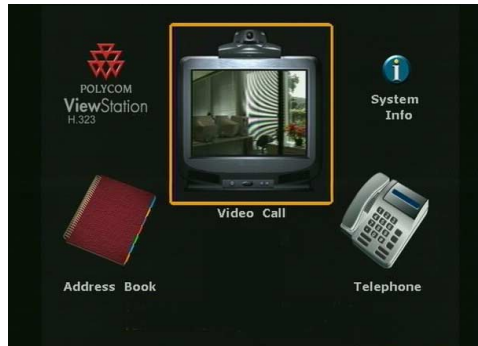 POLYCOM
ViewStation
H.323
System
Info
Video Call
Address Book
Telephone